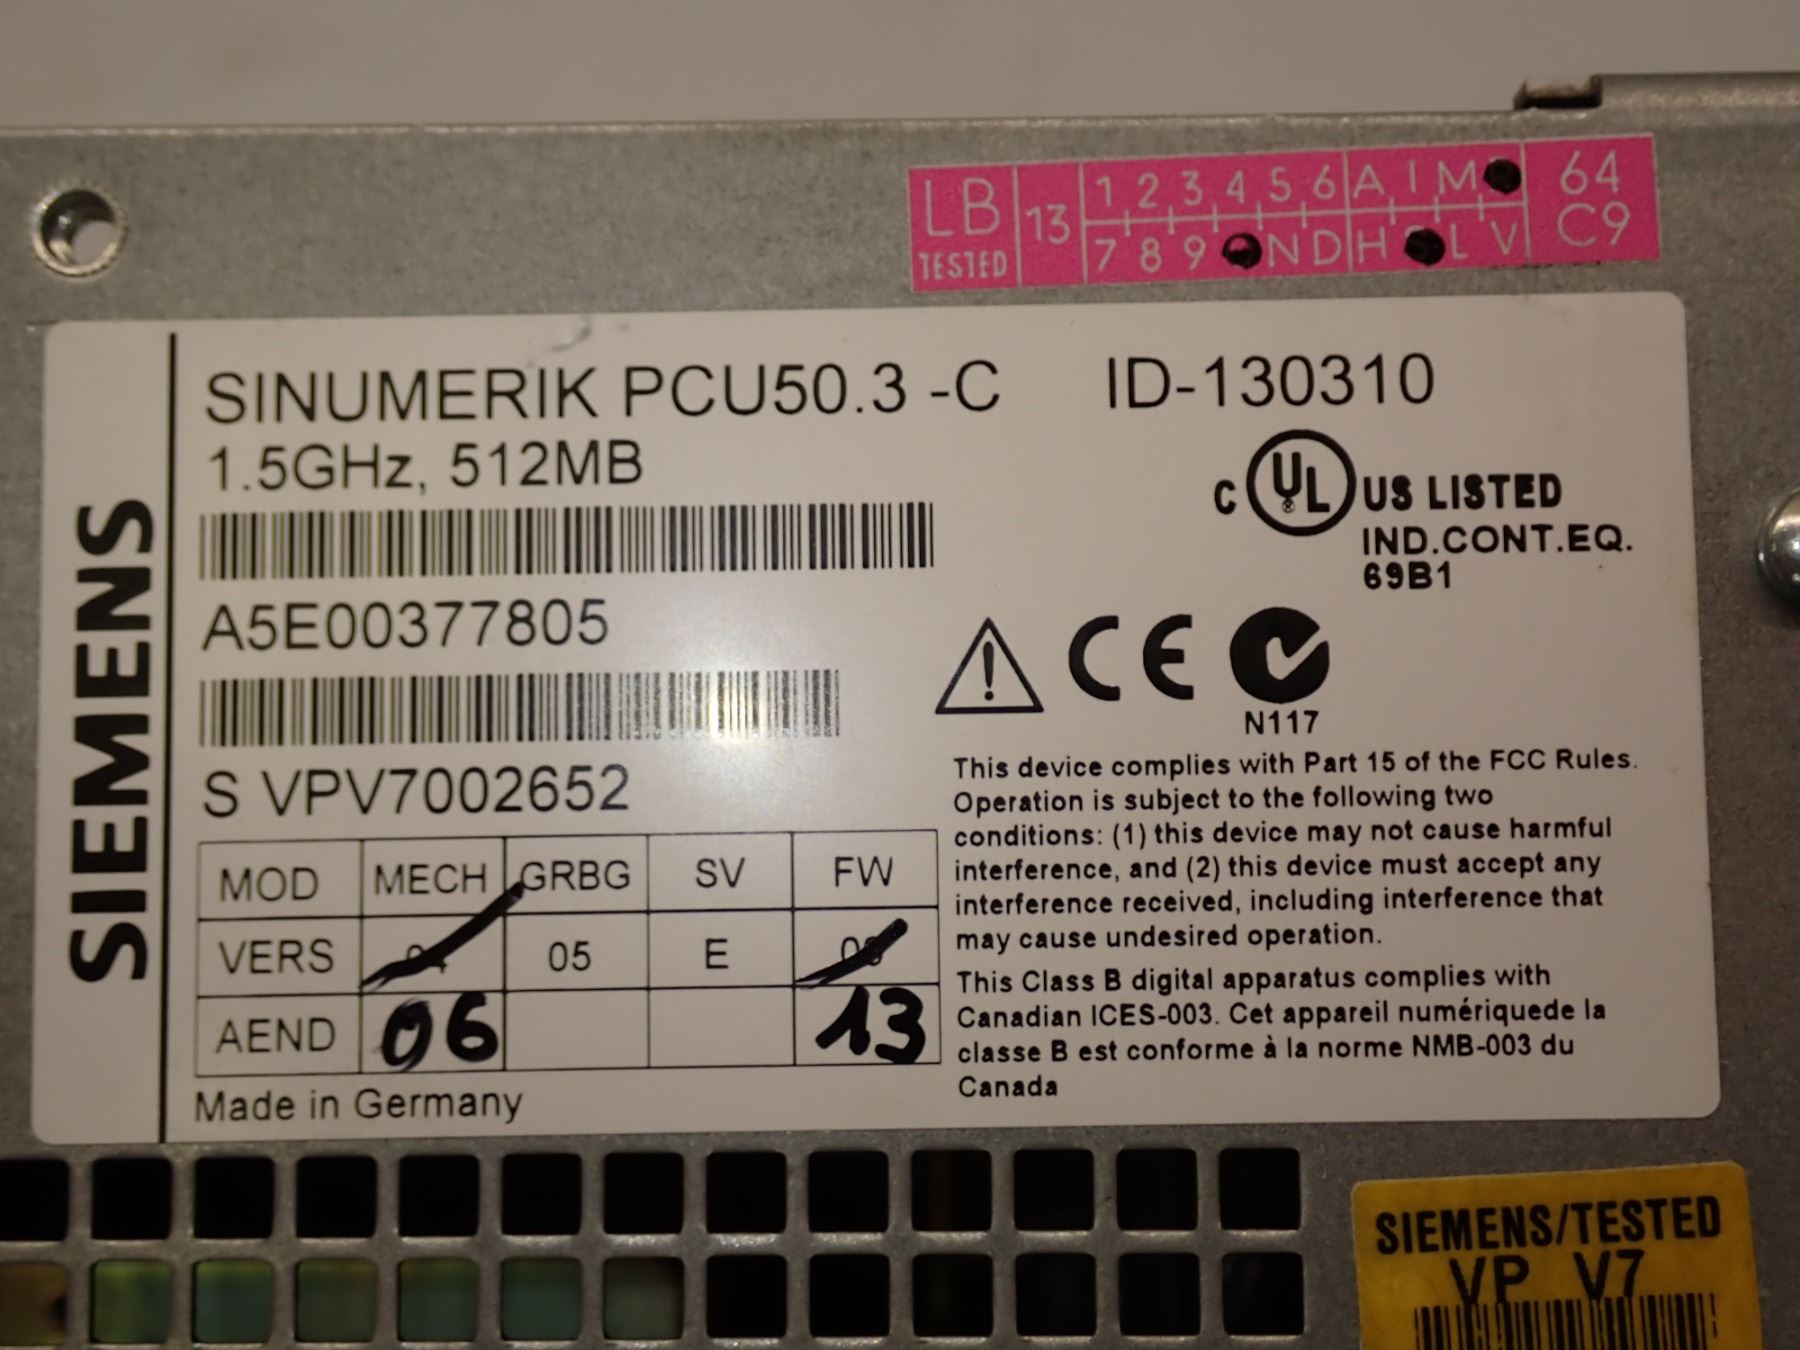 LB TESTED 13 1 2 3 4 5 6 A I M 64
7 8 9 N D H L V C9
SIEMENS
SINUMERIK PCU50.3 -C ID-130310
1.5GHz, 512MB
C UL US LISTED
IND.CONT.EQ.
69B1
A5E00377805
CE
N117
S VPV7002652
MOD MECH GRBG SV FW
VERS 05 E
AEND 06 13
Made in Germany
This device complies with Part 15 of the FCC Rules.
Operation is subject to the following two
conditions: (1) this device may not cause harmful
interference, and (2) this device must accept any
interference received, including interference that
may cause undesired operation.
This Class B digital apparatus complies with
Canadian ICES-003. Cet appareil numériquede la
classe B est conforme à la norme NMB-003 du
Canada
SIEMENS/TESTED
VP V7